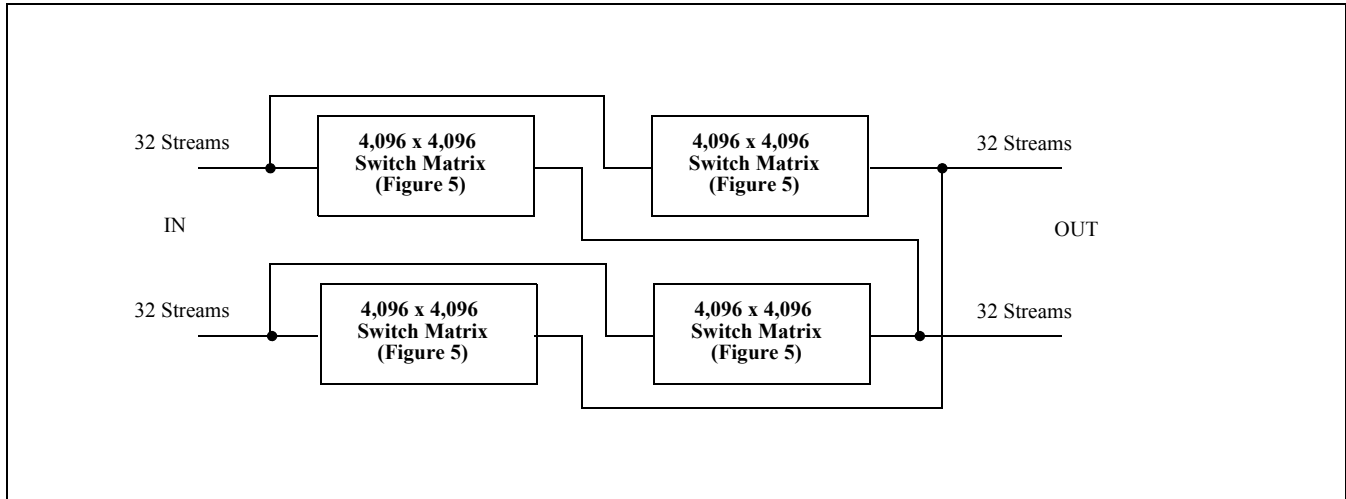 32 Streams
4,096 x 4,096
Switch Matrix
(Figure 5)
4,096 x 4,096
Switch Matrix
(Figure 5)
32 Streams
IN
OUT
32 Streams
4,096 x 4,096
Switch Matrix
(Figure 5)
4,096 x 4,096
Switch Matrix
(Figure 5)
32 Streams